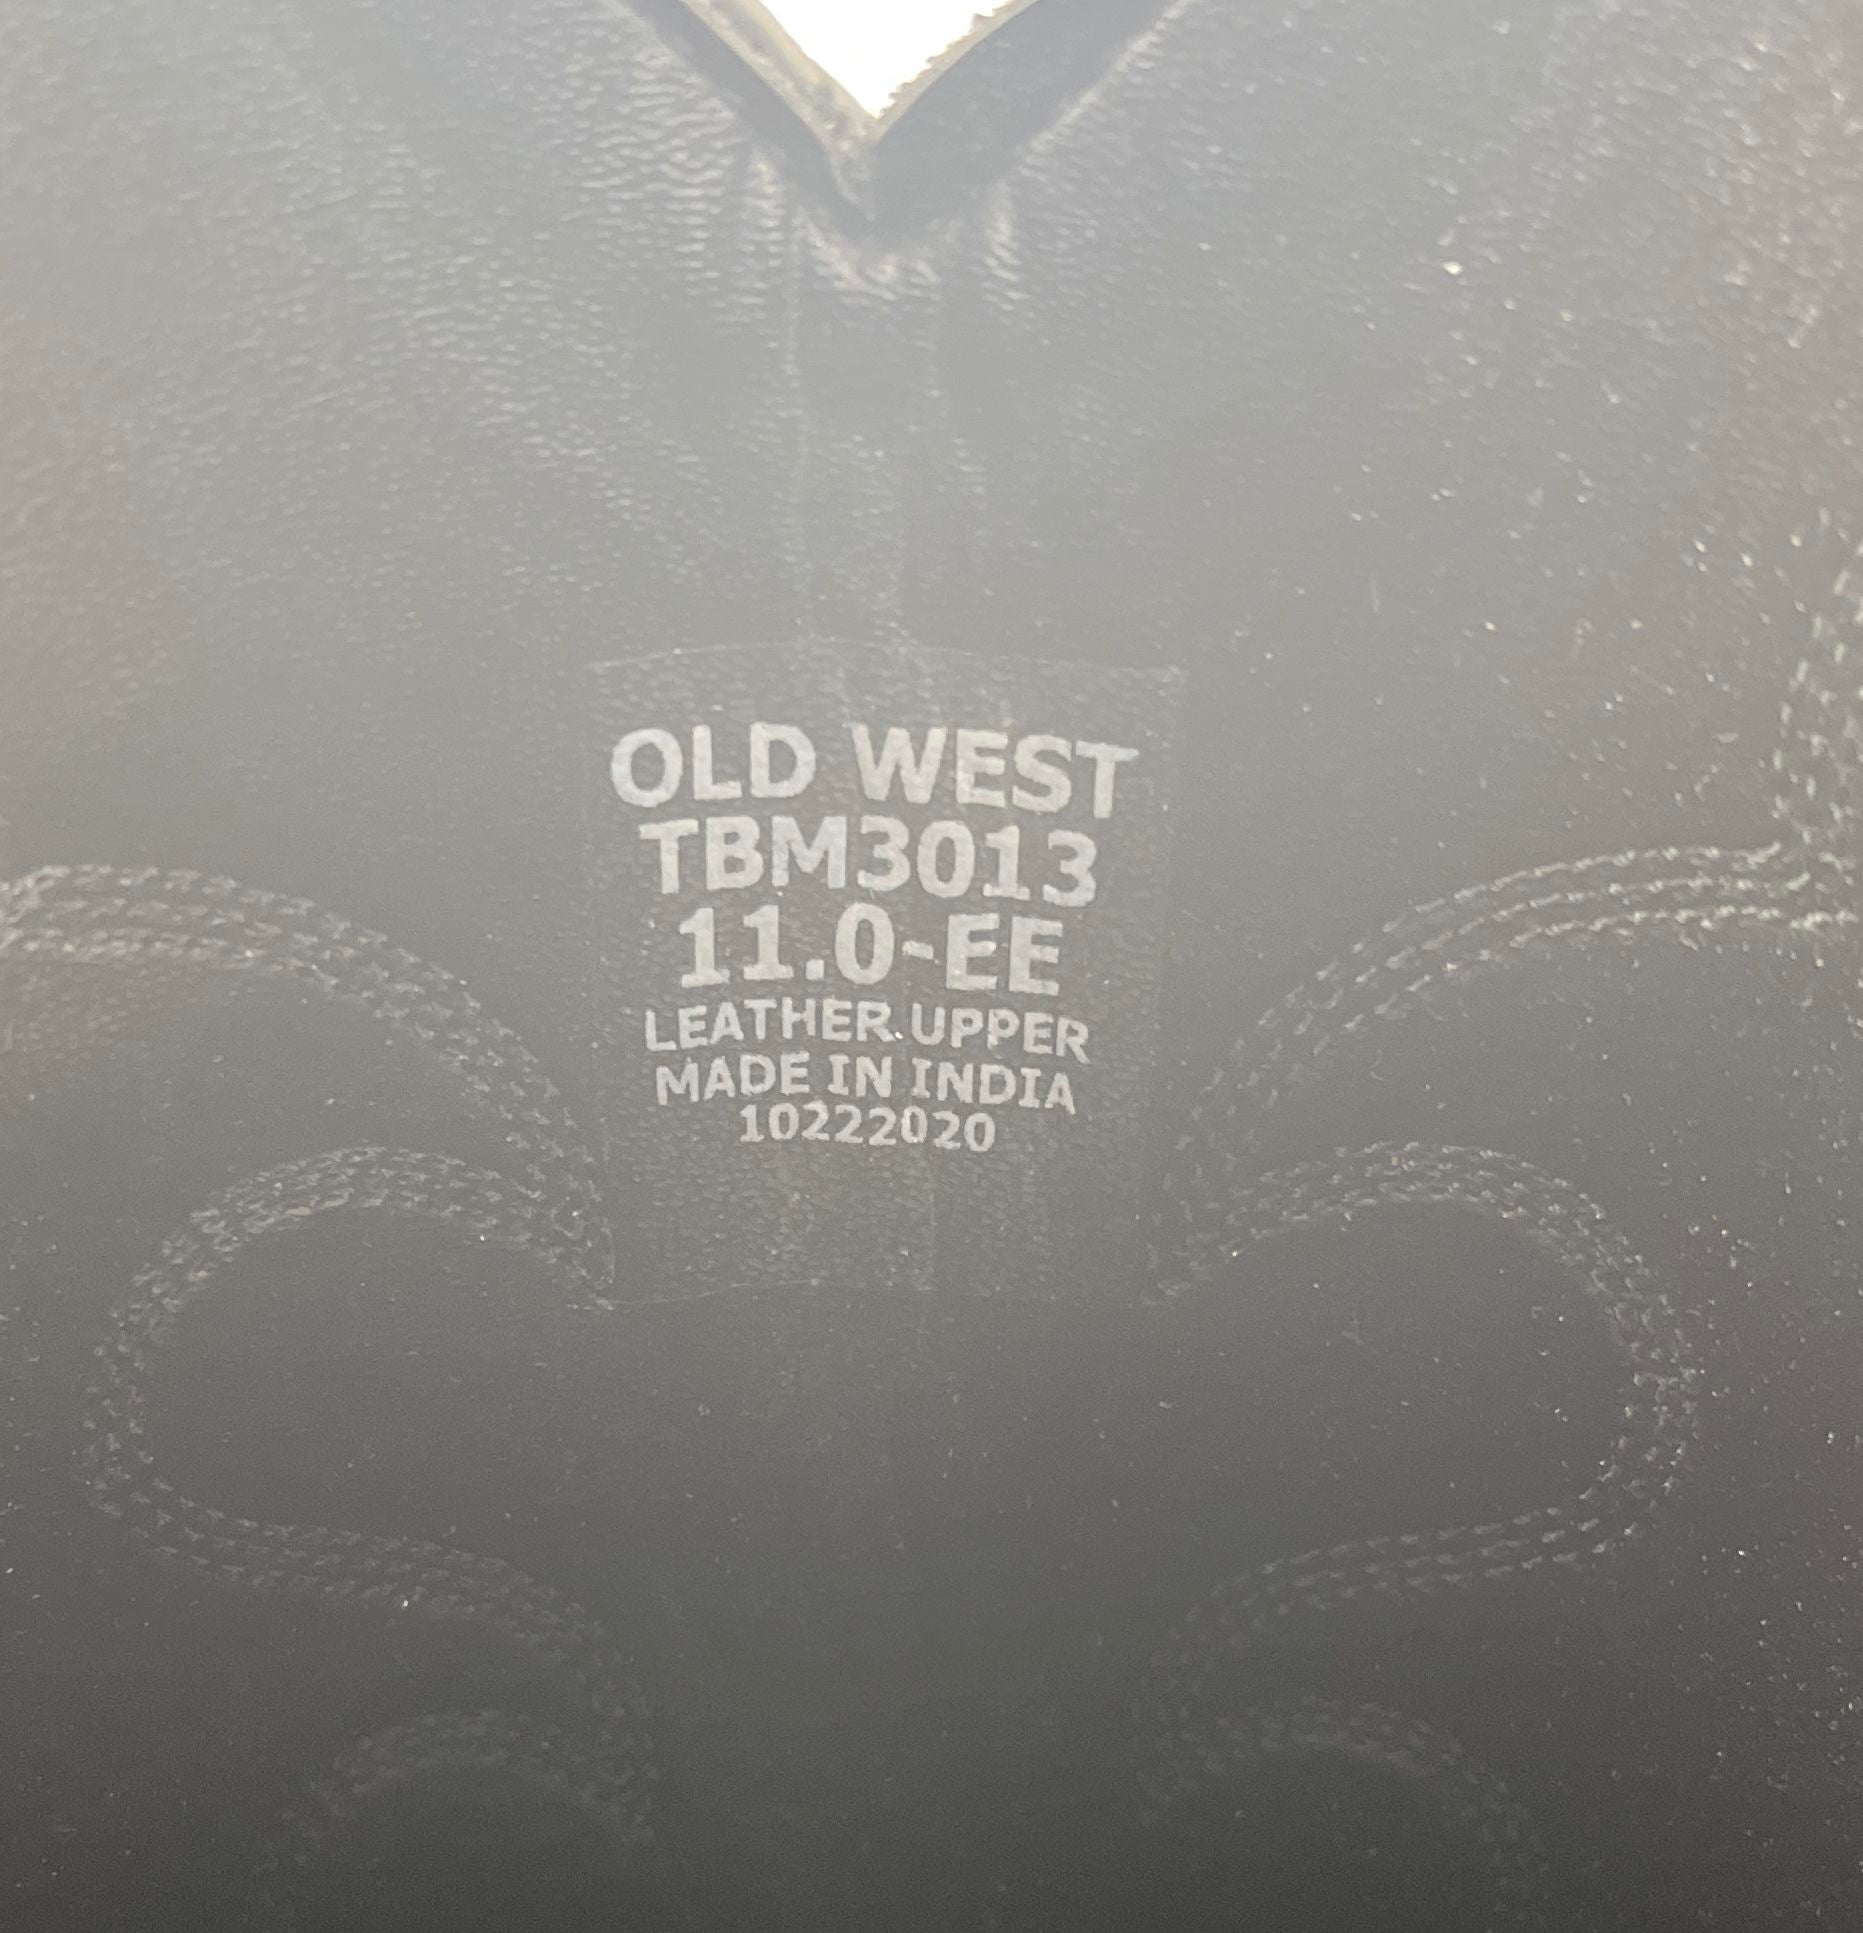 OLD WEST
TBM3013
11.0-EE
LEATHER UPPER
MADE IN INDIA
10222020